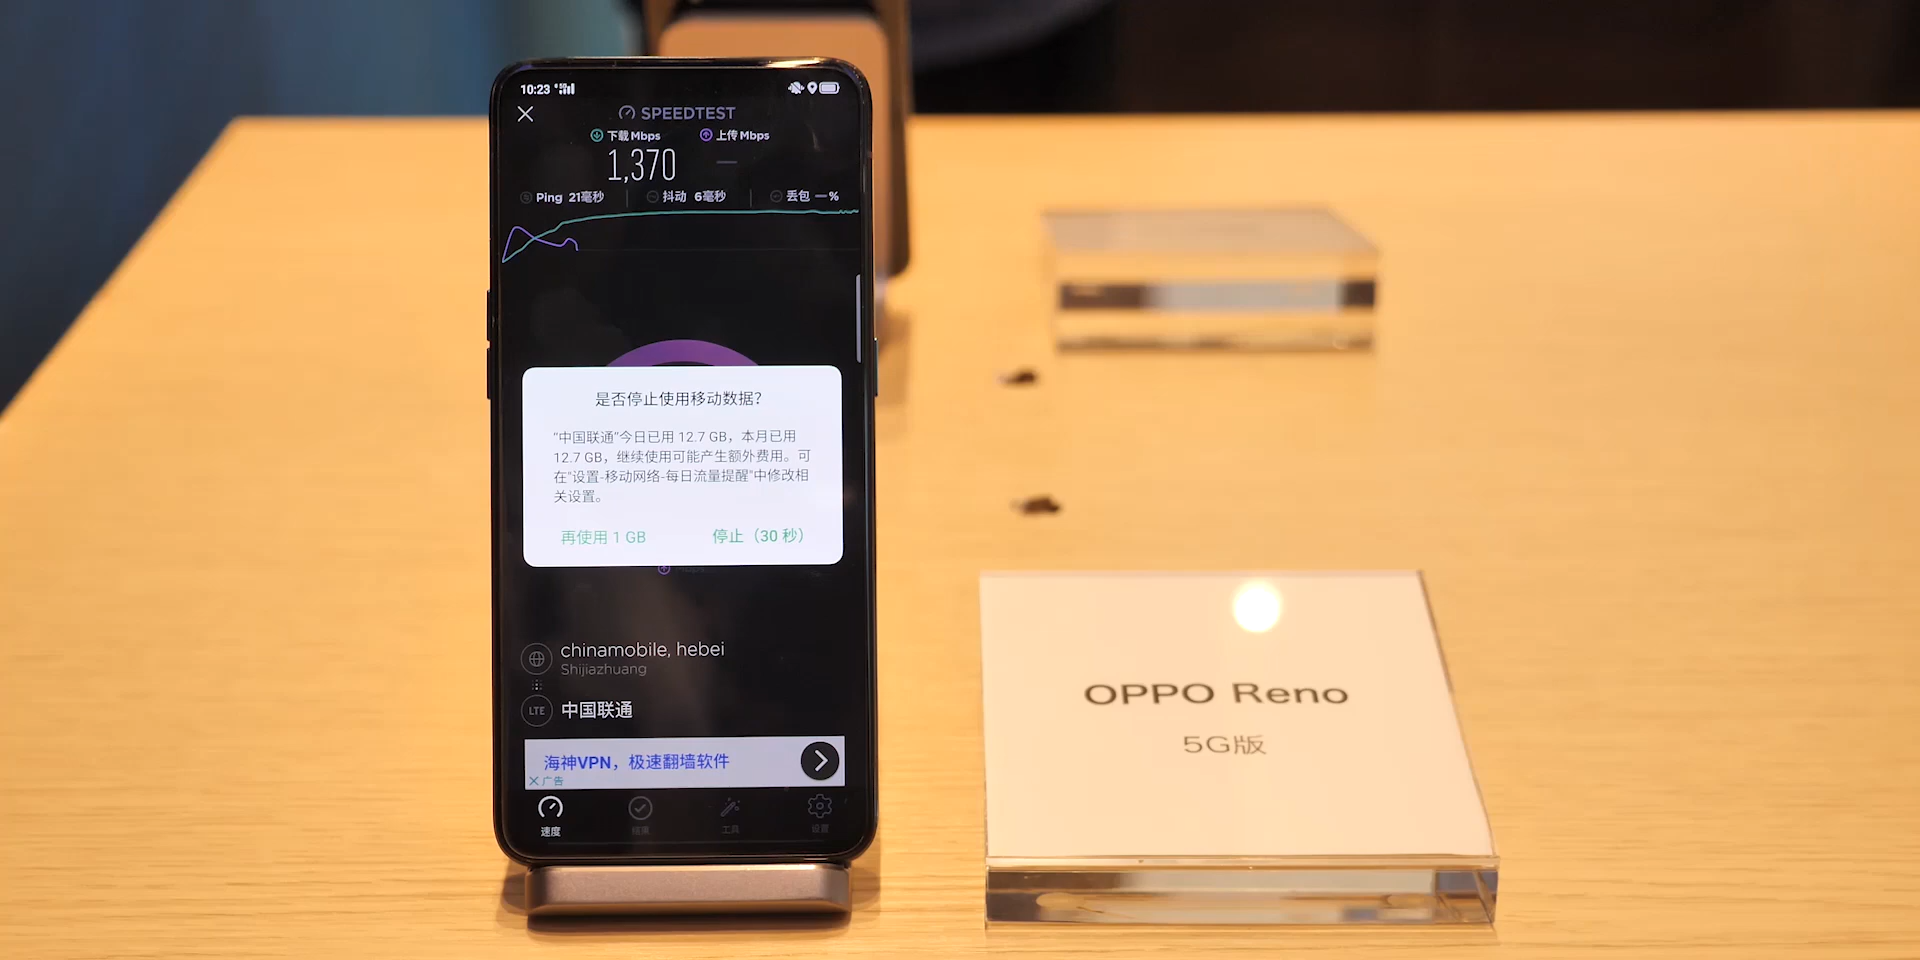 10:23
SPEEDTEST
下载 Mbps 上传 Mbps
1,370 —
Ping 21毫秒 抖动 6毫秒 丢包 —%
是否停止使用移动数据？
“中国联通”今日已用 12.7 GB，本月已用
12.7 GB，继续使用可能产生额外费用。可
在"设置-移动网络-每日流量提醒"中修改相
关设置。
再使用 1 GB 停止（30 秒）
chinamobile, hebei
Shijiazhuang
LTE 中国联通
海神VPN，极速翻墙软件
广告
速度 结果 工具 设置
OPPO Reno
5G版